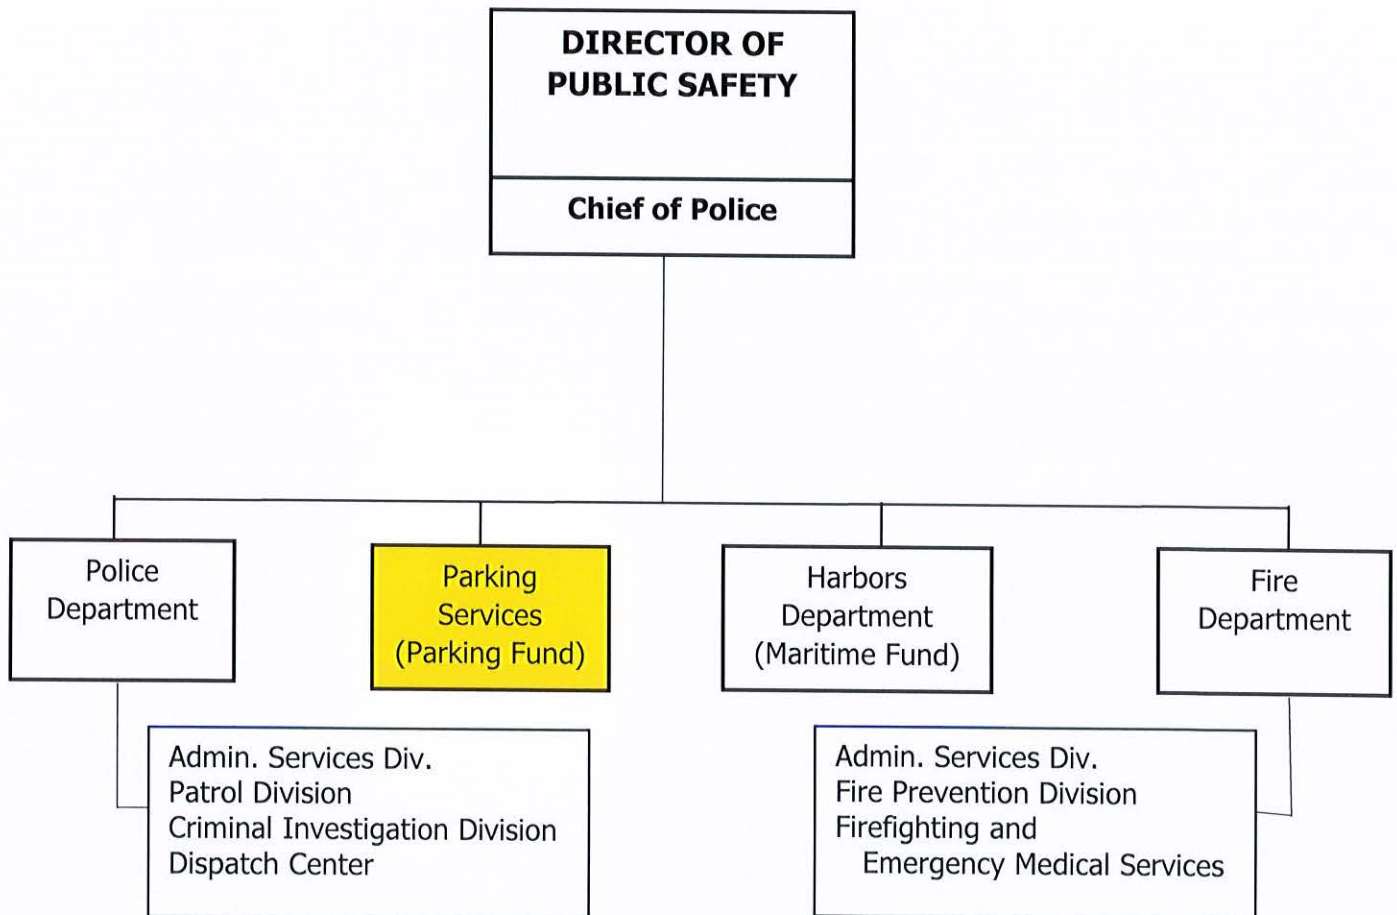 DIRECTOR OF
PUBLIC SAFETY
Chief of Police
Police
Department
Parking
Services
(Parking Fund)
Harbors
Department
(Maritime Fund)
Fire
Department
Admin. Services Div.
Patrol Division
Criminal Investigation Division
Dispatch Center
Admin. Services Div.
Fire Prevention Division
Firefighting and
Emergency Medical Services